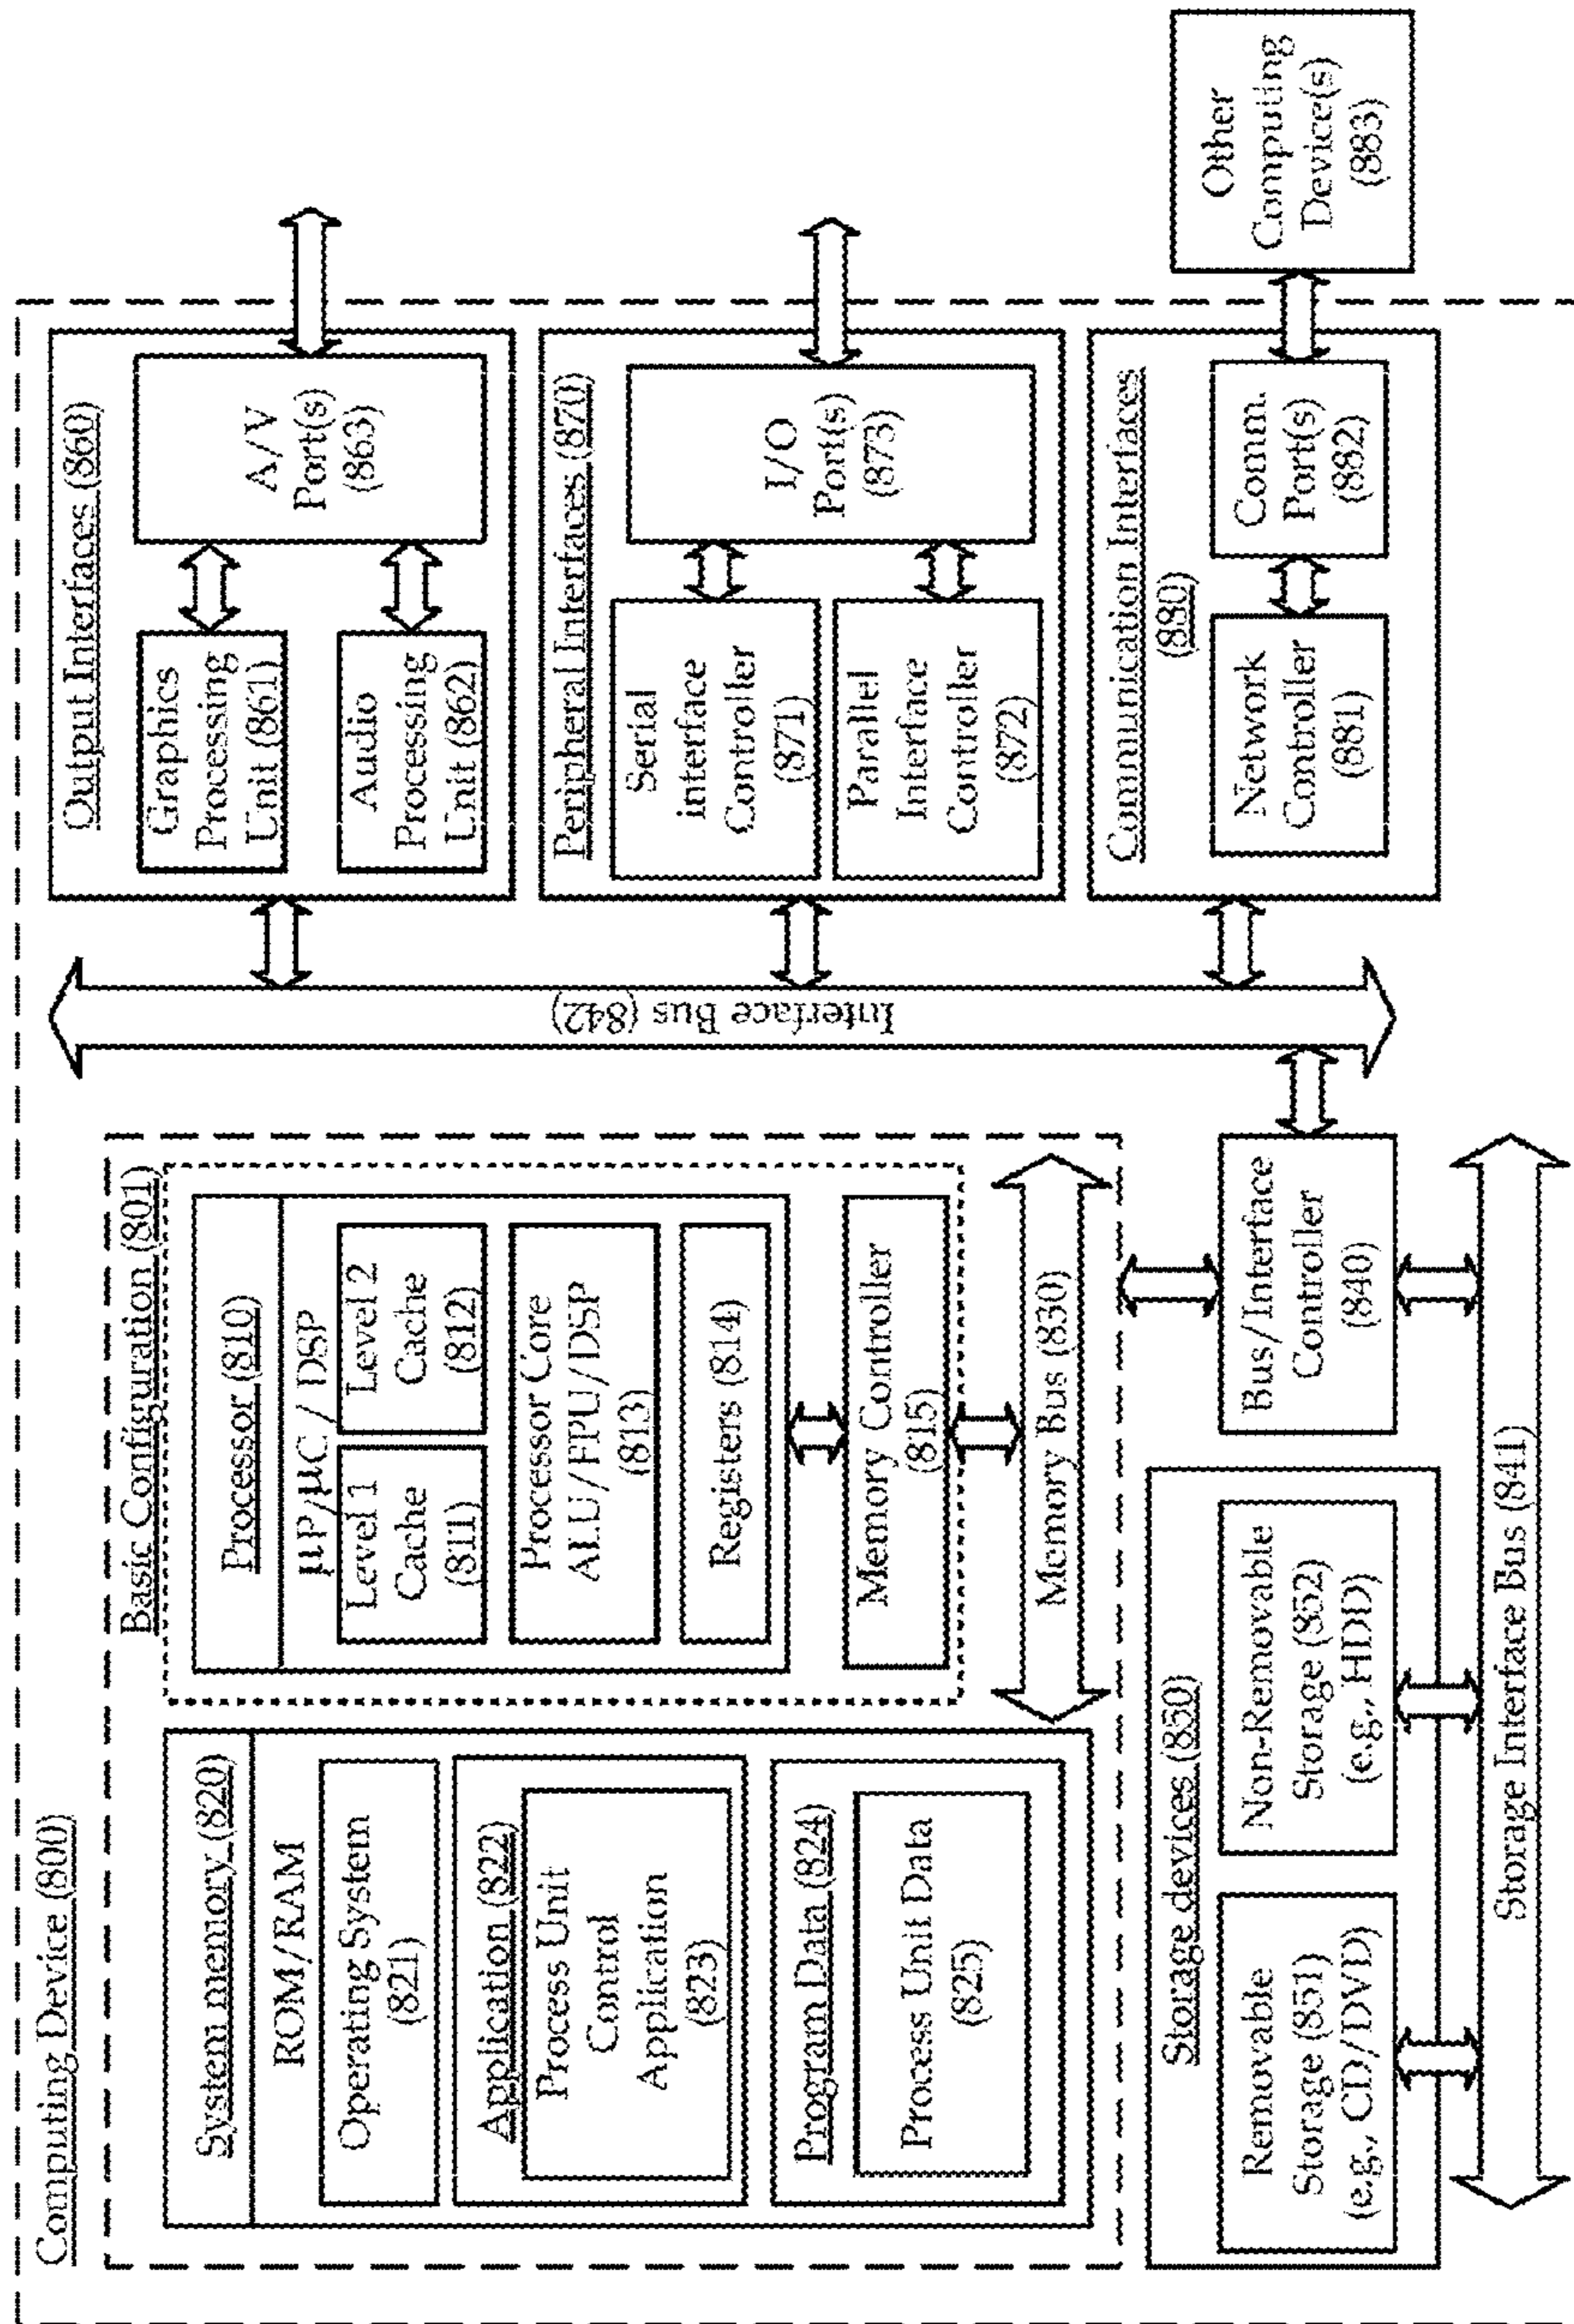 Computing Device (800)
Basic Configuration (801)
System memory (820)
ROM/RAM
Operating System
(821)
Application (822)
Process Unit
Control
Application
(823)
Program Data (824)
Process Unit Data
(825)
Processor (810)
µP/µC / DSP
Level 1
Cache
(811)
Level 2
Cache
(812)
Processor Core
ALU/FPU/DSP
(813)
Registers (814)
Memory Controller
(815)
Memory Bus (830)
Storage devices (850)
Removable
Storage (851)
(e.g., CD/DVD)
Non-Removable
Storage (852)
(e.g., HDD)
Bus/Interface
Controller
(840)
Storage Interface Bus (841)
Interface Bus (842)
Output Interfaces (860)
Graphics
Processing
Unit (861)
Audio
Processing
Unit (862)
A/V
Port(s)
(863)
Peripheral Interfaces (870)
Serial
interface
Controller
(871)
Parallel
Interface
Controller
(872)
I/O
Port(s)
(873)
Communication Interfaces
(880)
Network
Controller
(881)
Comm.
Port(s)
(882)
Other
Computing
Device(s)
(883)